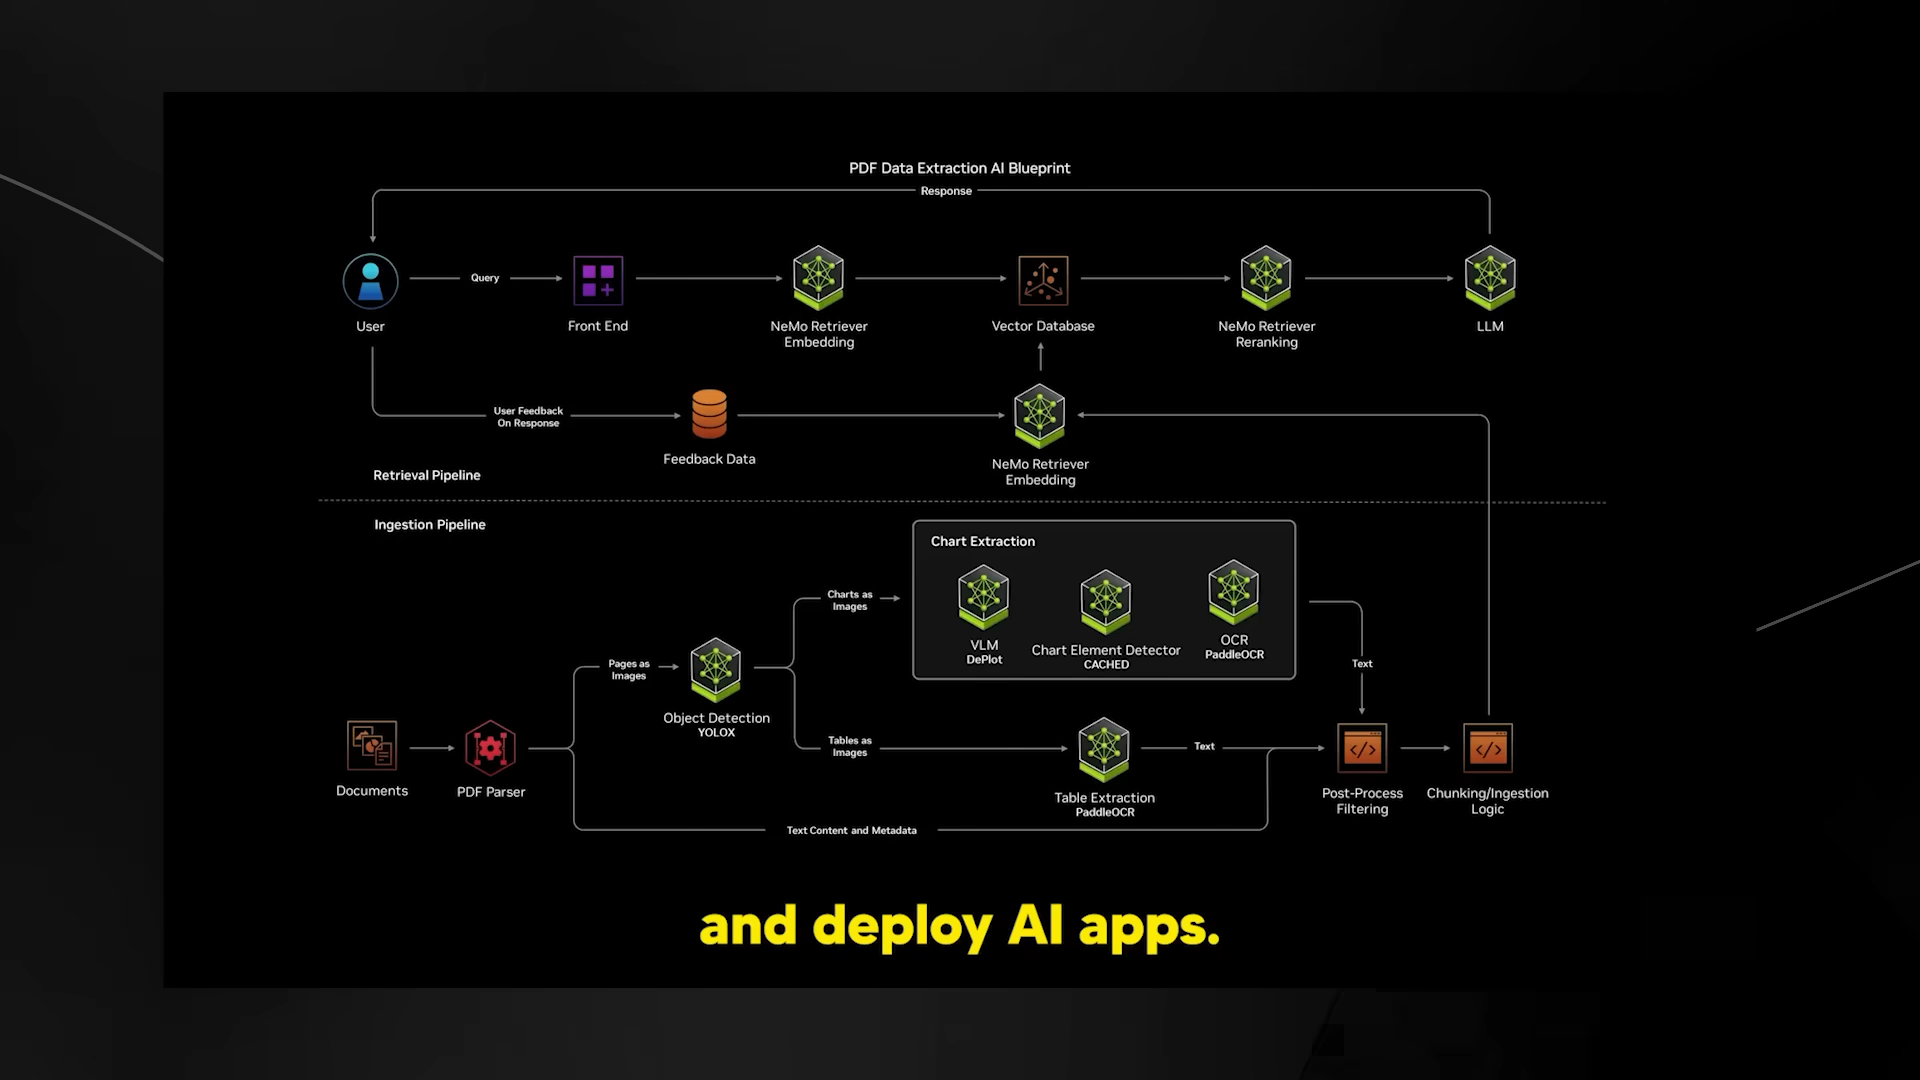 PDF Data Extraction AI Blueprint
Response
Query
User
Front End
NeMo Retriever
Embedding
Vector Database
NeMo Retriever
Reranking
LLM
User Feedback
On Response
Feedback Data
NeMo Retriever
Embedding
Retrieval Pipeline
Ingestion Pipeline
Chart Extraction
Charts as
Images
VLM
DePlot
Chart Element Detector
CACHED
OCR
PaddleOCR
Pages as
Images
Text
Object Detection
YOLOX
Tables as
Images
Text
Documents
PDF Parser
Table Extraction
PaddleOCR
Post-Process
Filtering
Chunking/Ingestion
Logic
Text Content and Metadata
and deploy AI apps.